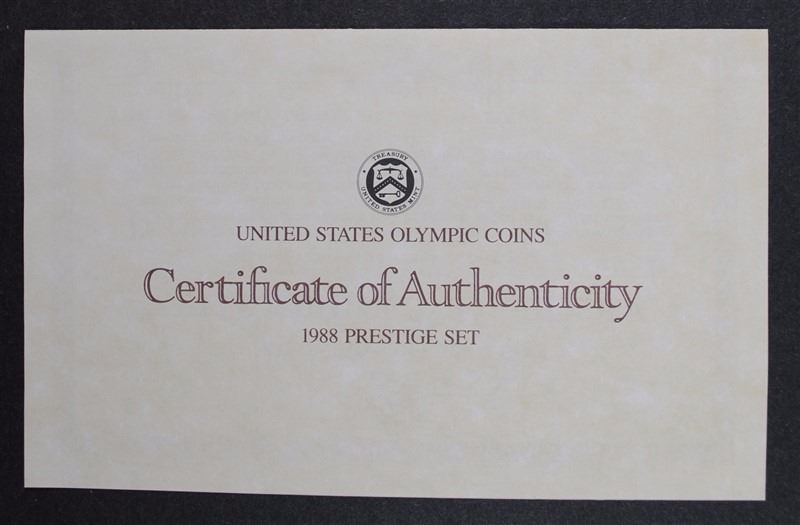 TREASURY
UNITED STATES MINT
UNITED STATES OLYMPIC COINS
Certificate of Authenticity
1988 PRESTIGE SET